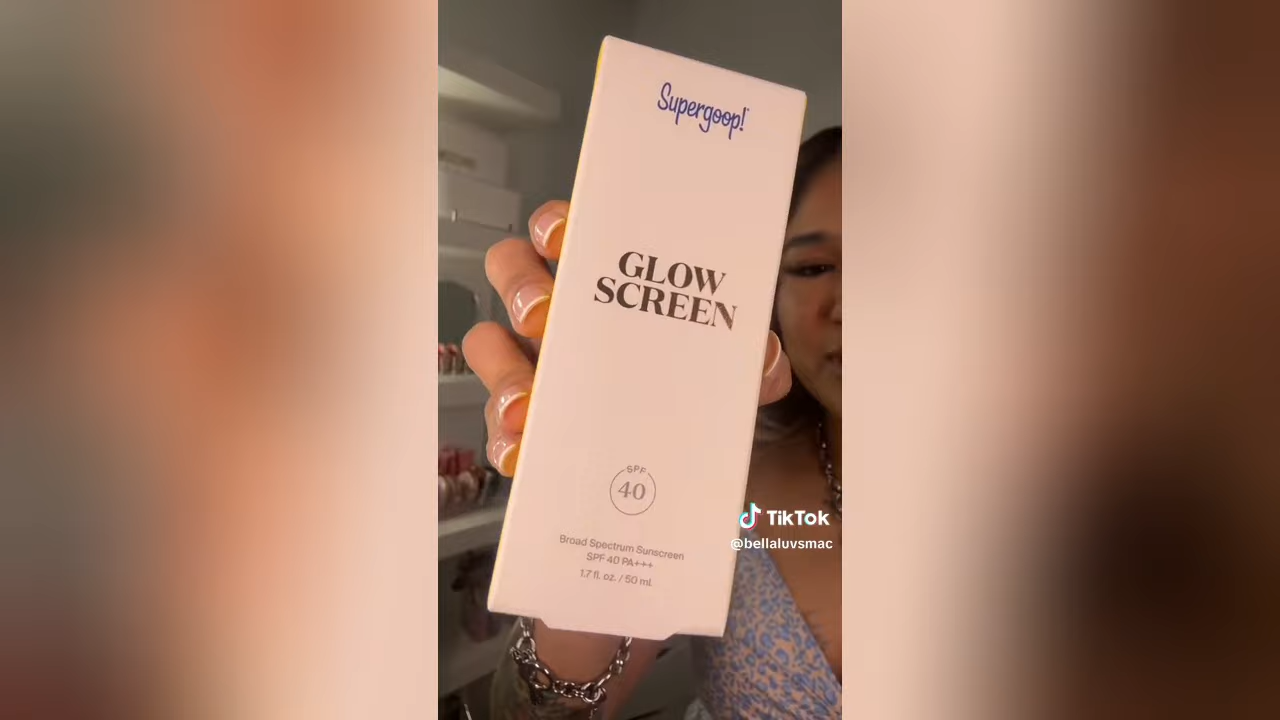 Supergoop!
GLOW
SCREEN
SPF
40
Broad Spectrum Sunscreen
SPF 40 PA+++
1.7 fl. oz. / 50 ml
TikTok
@bellaluvsmac